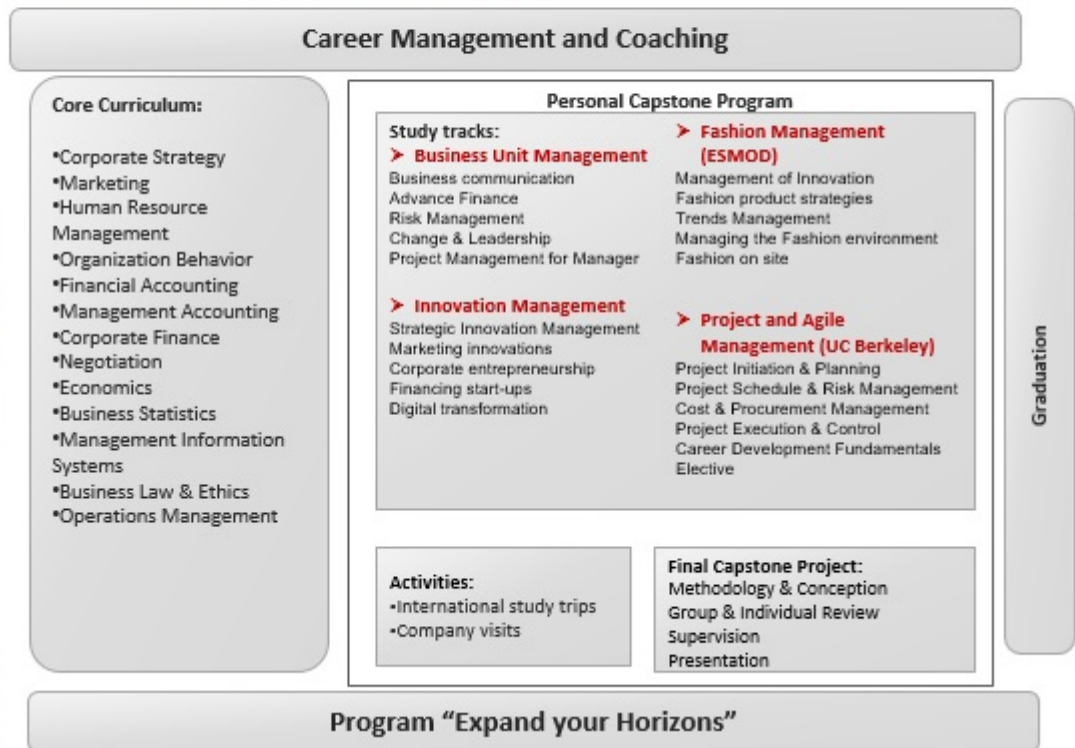 Career Management and Coaching
Core Curriculum:
•Corporate Strategy
•Marketing
•Human Resource
Management
•Organization Behavior
•Financial Accounting
•Management Accounting
•Corporate Finance
•Negotiation
•Economics
•Business Statistics
•Management Information
Systems
•Business Law & Ethics
•Operations Management
Personal Capstone Program
Study tracks:
➤ Business Unit Management
Business communication
Advance Finance
Risk Management
Change & Leadership
Project Management for Manager
➤ Innovation Management
Strategic Innovation Management
Marketing innovations
Corporate entrepreneurship
Financing start-ups
Digital transformation
➤ Fashion Management
(ESMOD)
Management of Innovation
Fashion product strategies
Trends Management
Managing the Fashion environment
Fashion on site
➤ Project and Agile
Management (UC Berkeley)
Project Initiation & Planning
Project Schedule & Risk Management
Cost & Procurement Management
Project Execution & Control
Career Development Fundamentals
Elective
Activities:
•International study trips
•Company visits
Final Capstone Project:
Methodology & Conception
Group & Individual Review
Supervision
Presentation
Graduation
Program “Expand your Horizons”